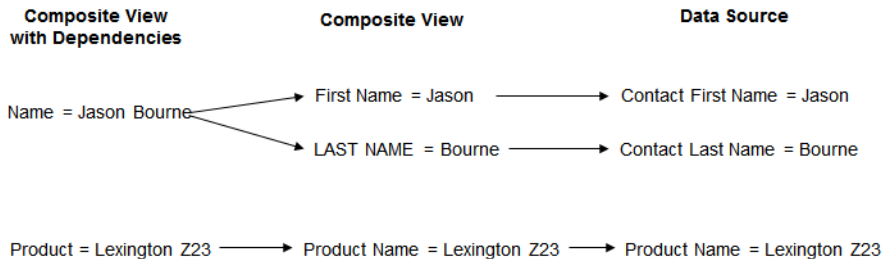 Composite View
with Dependencies
Composite View
Data Source
Name = Jason Bourne
First Name = Jason
Contact First Name = Jason
LAST NAME = Bourne
Contact Last Name = Bourne
Product = Lexington Z23
Product Name = Lexington Z23
Product Name = Lexington Z23